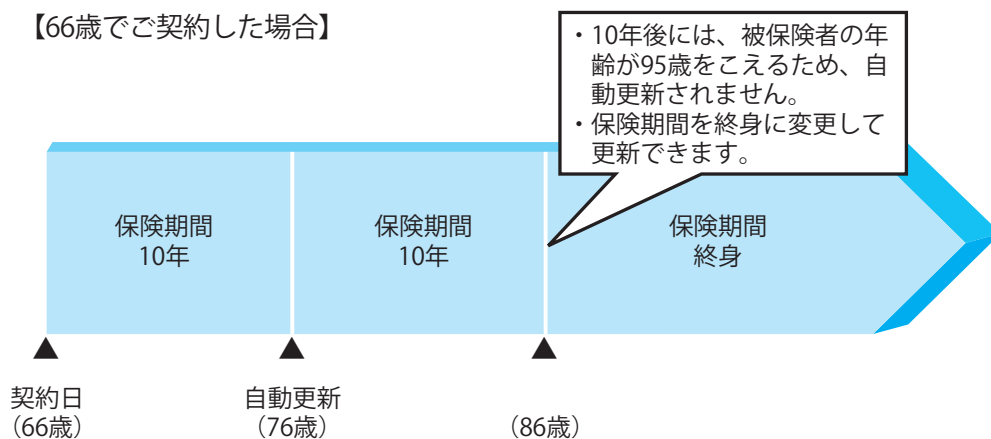 【66歳でご契約した場合】
・10年後には、被保険者の年
齢が95歳をこえるため、自
動更新されません。
・保険期間を終身に変更して
更新できます。
保険期間
10年
保険期間
10年
保険期間
終身
契約日
（66歳）
自動更新
（76歳）
（86歳）